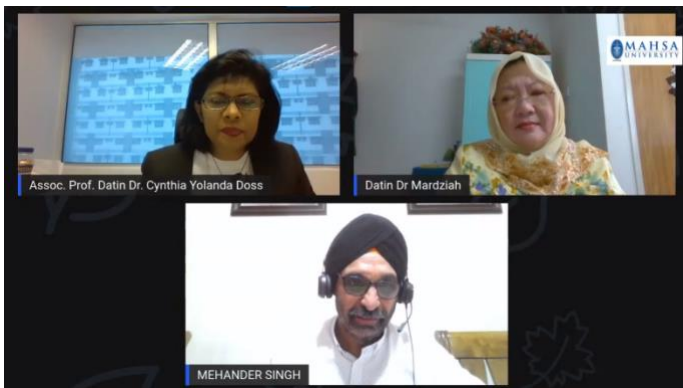 MAHSA
UNIVERSITY
Assoc. Prof. Datin Dr. Cynthia Yolanda Doss
Datin Dr Mardziah
MEHANDER SINGH